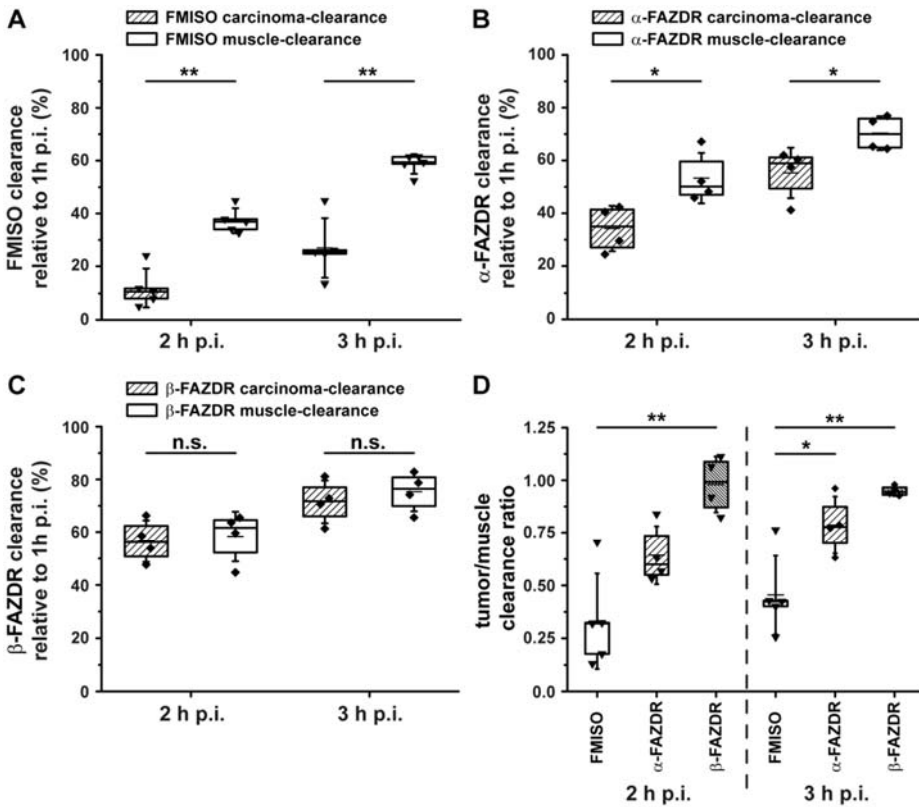 A
FMISO carcinoma-clearance
FMISO muscle-clearance
FMISO clearance
relative to 1h p.i. (%)
100
80
60
40
20
0
**
**
2 h p.i.
3 h p.i.
B
α-FAZDR carcinoma-clearance
α-FAZDR muscle-clearance
α-FAZDR clearance
relative to 1h p.i. (%)
100
80
60
40
20
0
*
*
2 h p.i.
3 h p.i.
C
β-FAZDR carcinoma-clearance
β-FAZDR muscle-clearance
β-FAZDR clearance
relative to 1h p.i. (%)
100
80
60
40
20
0
n.s.
n.s.
2 h p.i.
3 h p.i.
D
tumor/muscle
clearance ratio
1.25
1.00
0.75
0.50
0.25
0.0
**
**
*
FMISO
α-FAZDR
β-FAZDR
FMISO
α-FAZDR
β-FAZDR
2 h p.i.
3 h p.i.